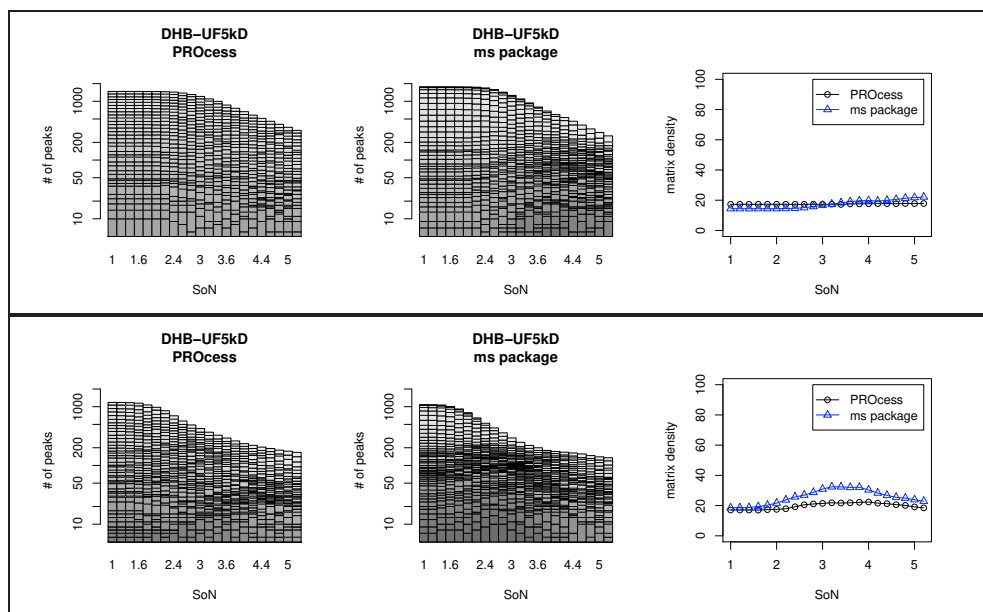 DHB−UF5kD
PROcess
# of peaks
1000
200
50
10
1 1.6 2.4 3 3.6 4.4 5
SoN
DHB−UF5kD
ms package
# of peaks
1000
200
50
10
1 1.6 2.4 3 3.6 4.4 5
SoN
matrix density
100
80
60
40
20
0
PROcess
ms package
1 2 3 4 5
SoN
DHB−UF5kD
PROcess
# of peaks
1000
200
50
10
1 1.6 2.4 3 3.6 4.4 5
SoN
DHB−UF5kD
ms package
# of peaks
1000
200
50
10
1 1.6 2.4 3 3.6 4.4 5
SoN
matrix density
100
80
60
40
20
0
PROcess
ms package
1 2 3 4 5
SoN